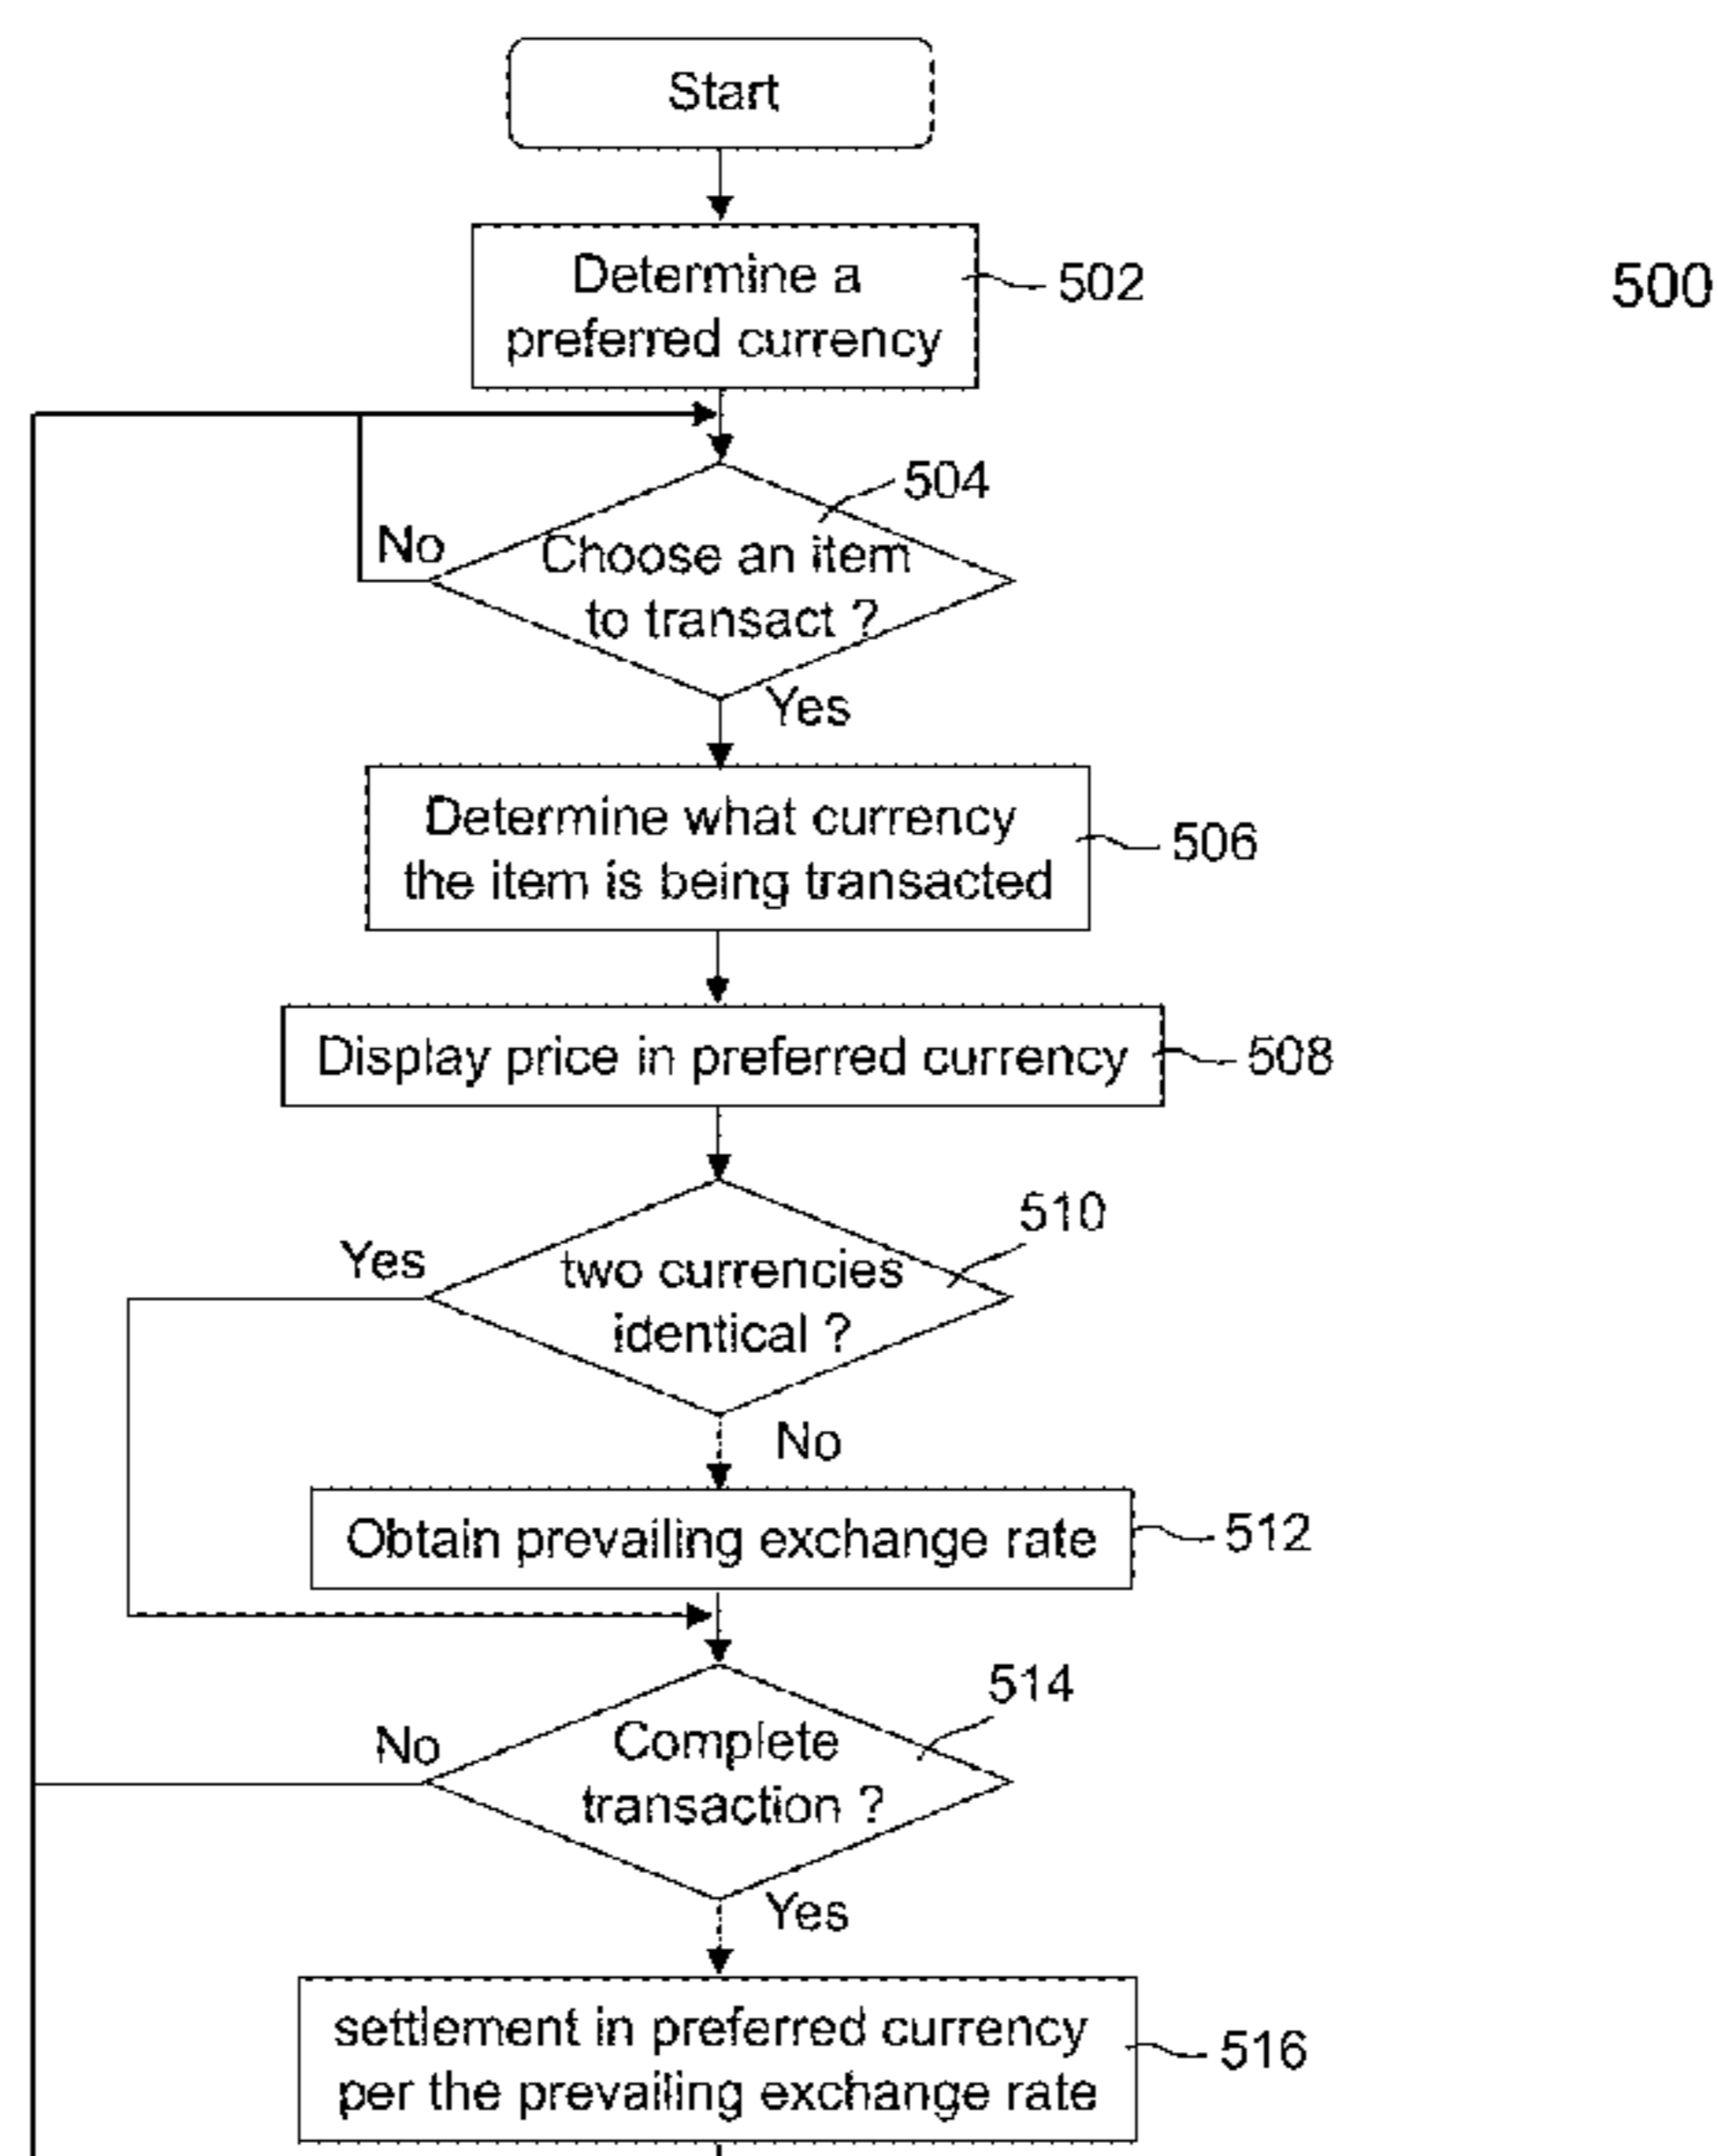 Start
Determine a
preferred currency
502
500
504
No
Choose an item
to transact ?
Yes
Determine what currency
the item is being transacted
506
Display price in preferred currency
508
510
Yes
two currencies
identical ?
No
Obtain prevailing exchange rate
512
514
No
Complete
transaction ?
Yes
settlement in preferred currency
per the prevailing exchange rate
516